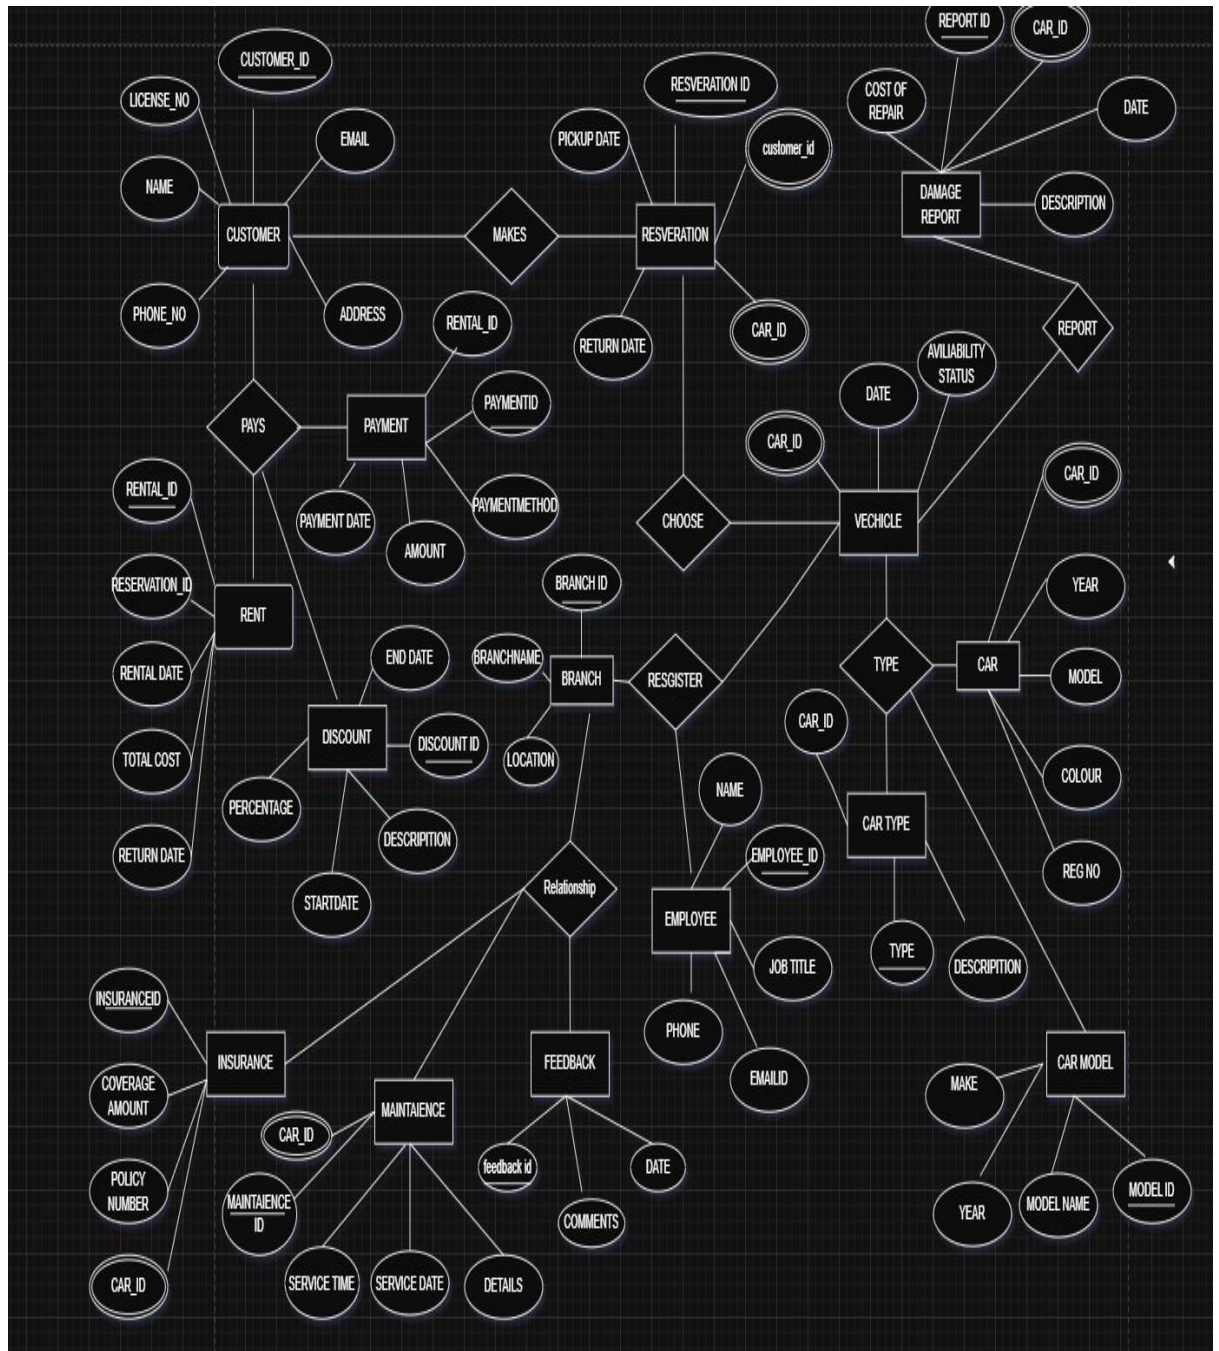 REPORT ID
CAR_ID
CUSTOMER_ID
RESVERATION ID
COST OF
REPAIR
LICENSE_NO
DATE
EMAIL
PICKUP DATE
customer_id
NAME
DAMAGE
REPORT
DESCRIPTION
CUSTOMER
MAKES
RESVERATION
PHONE_NO
ADDRESS
RENTAL_ID
CAR_ID
REPORT
RETURN DATE
AVILIABILITY
STATUS
DATE
PAYMENTID
PAYS
PAYMENT
CAR_ID
CAR_ID
RENTAL_ID
PAYMENT DATE
PAYMENTMETHOD
CHOOSE
VECHICLE
AMOUNT
RESERVATION_ID
BRANCH ID
YEAR
RENT
END DATE
BRANCHNAME
RENTAL DATE
BRANCH
RESGISTER
TYPE
CAR
MODEL
CAR_ID
DISCOUNT
DISCOUNT ID
TOTAL COST
LOCATION
COLOUR
NAME
PERCENTAGE
CAR TYPE
DESCRIPITION
RETURN DATE
EMPLOYEE_ID
REG NO
Relationship
STARTDATE
EMPLOYEE
TYPE
JOB TITLE
DESCRIPITION
INSURANCEID
PHONE
INSURANCE
FEEDBACK
CAR MODEL
EMAILID
MAKE
COVERAGE
AMOUNT
MAINTAIENCE
CAR_ID
feedback id
DATE
POLICY
NUMBER
MAINTAIENCE
ID
MODEL NAME
MODEL ID
COMMENTS
YEAR
CAR_ID
SERVICE TIME
SERVICE DATE
DETAILS